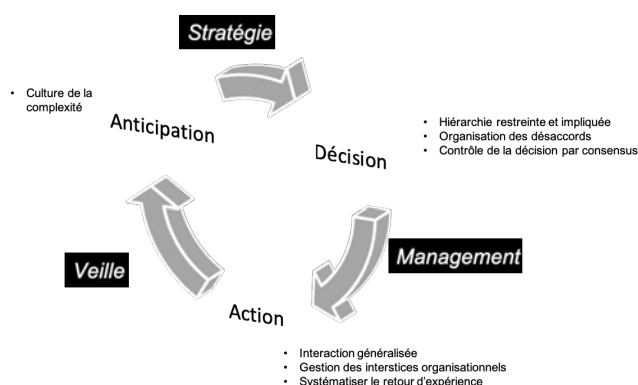 Stratégie
• Culture de la
complexité
Anticipation
Décision
• Hiérarchie restreinte et impliquée
• Organisation des désaccords
• Contrôle de la décision par consensus
Veille
Management
Action
• Interaction généralisée
• Gestion des interstices organisationnels
• Systématiser le retour d'expérience